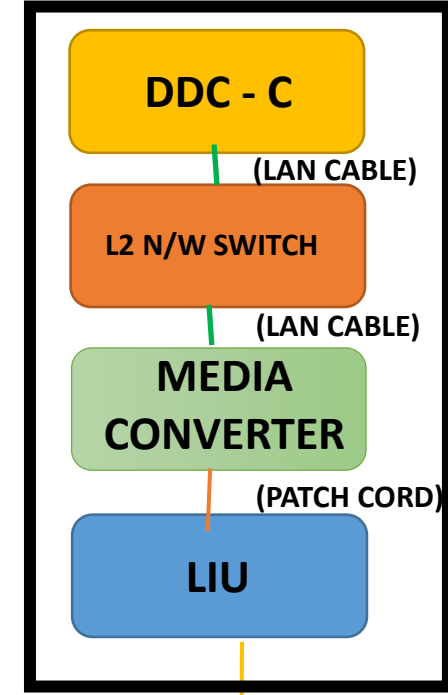 DDC - C
(LAN CABLE)
L2 N/W SWITCH
(LAN CABLE)
MEDIA
CONVERTER
(PATCH CORD)
LIU